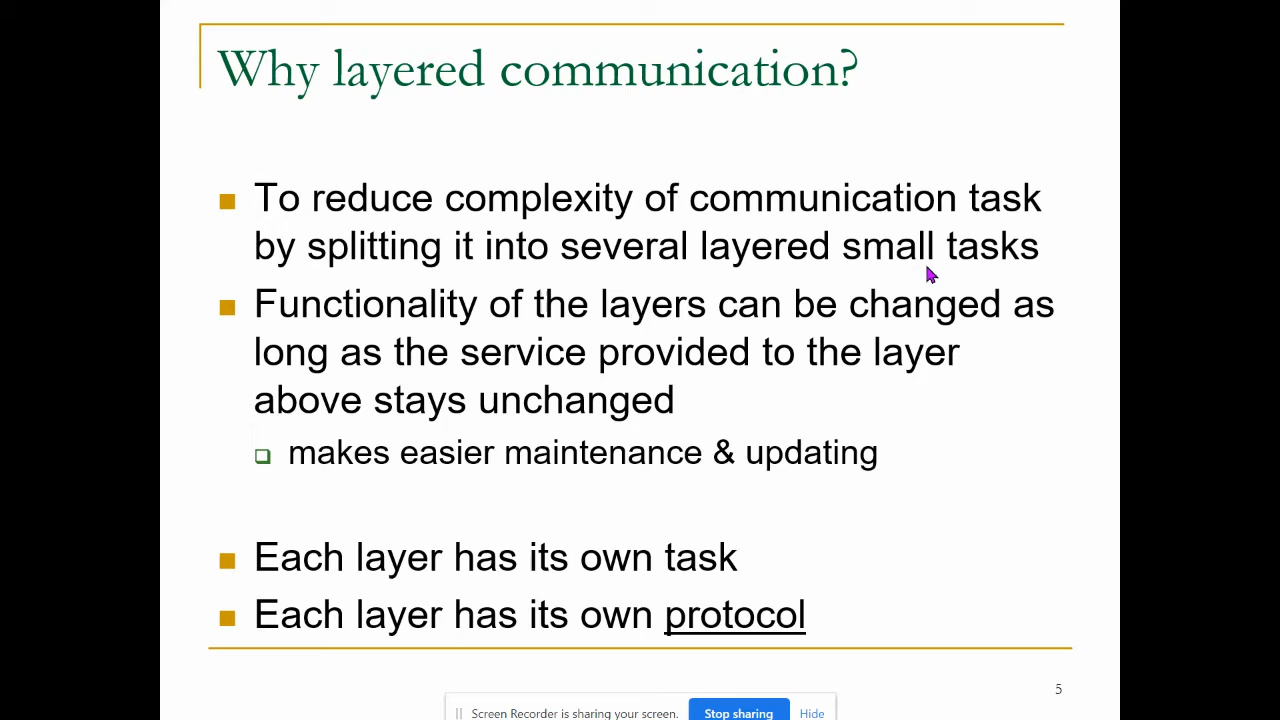 Why layered communication?
To reduce complexity of communication task
by splitting it into several layered small tasks
Functionality of the layers can be changed as
long as the service provided to the layer
above stays unchanged
makes easier maintenance & updating
Each layer has its own task
Each layer has its own protocol
5
Screen Recorder is sharing your screen. Stop sharing Hide